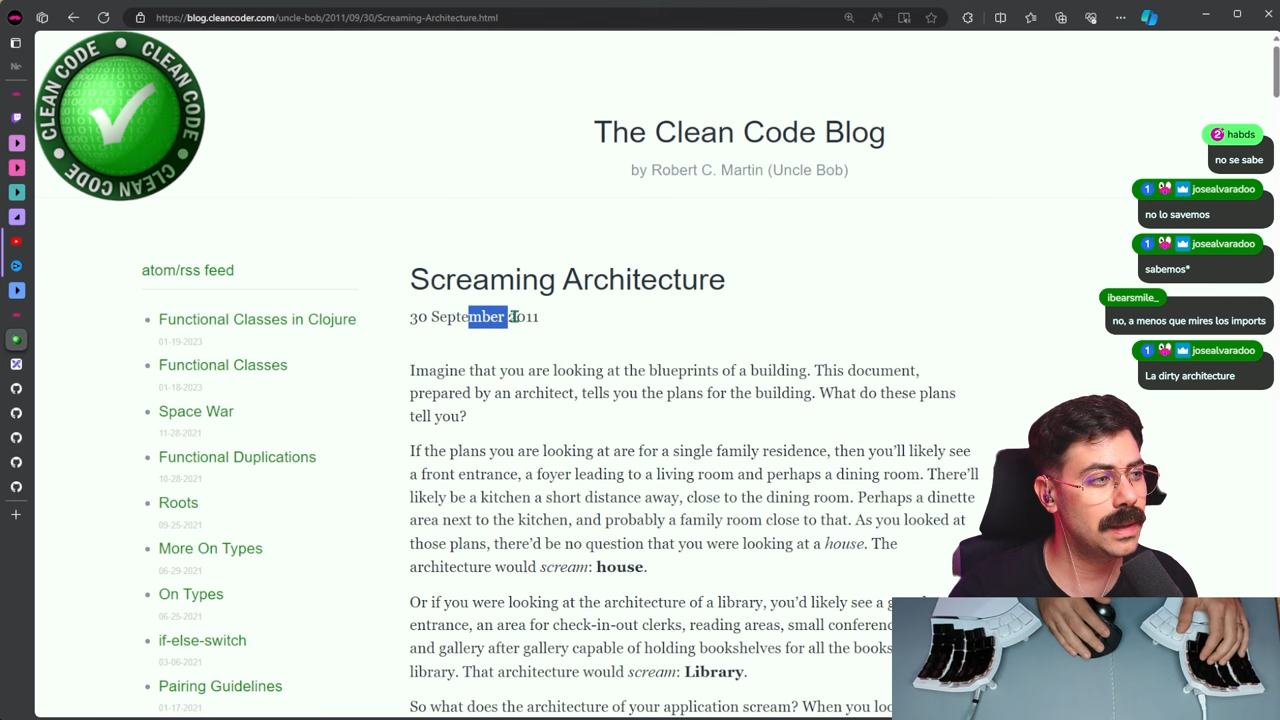 https://blog.cleancoder.com/uncle-bob/2011/09/30/Screaming-Architecture.html
CLEAN CODE
CLEAN CODE
CLEAN CODE
The Clean Code Blog
by Robert C. Martin (Uncle Bob)
atom/rss feed
Functional Classes in Clojure
01-19-2023
Functional Classes
01-18-2023
Space War
11-28-2021
Functional Duplications
10-28-2021
Roots
09-25-2021
More On Types
06-29-2021
On Types
06-25-2021
if-else-switch
03-06-2021
Pairing Guidelines
01-17-2021
Screaming Architecture
30 September 2011
Imagine that you are looking at the blueprints of a building. This document,
prepared by an architect, tells you the plans for the building. What do these plans
tell you?
If the plans you are looking at are for a single family residence, then you’ll likely see
a front entrance, a foyer leading to a living room and perhaps a dining room. There’ll
likely be a kitchen a short distance away, close to the dining room. Perhaps a dinette
area next to the kitchen, and probably a family room close to that. As you looked at
those plans, there’d be no question that you were looking at a house. The
architecture would scream: house.
Or if you were looking at the architecture of a library, you’d likely see a
entrance, an area for check-in-out clerks, reading areas, small
and gallery after gallery capable of holding bookshelves for all the books
library. That architecture would scream: Library.
So what does the architecture of your application scream? When you
2 habds
no se sabe
1 josealvaradoo
no lo savemos
1 josealvaradoo
sabemos*
ibearsmile_
no, a menos que mires los imports
1 josealvaradoo
La dirty architecture